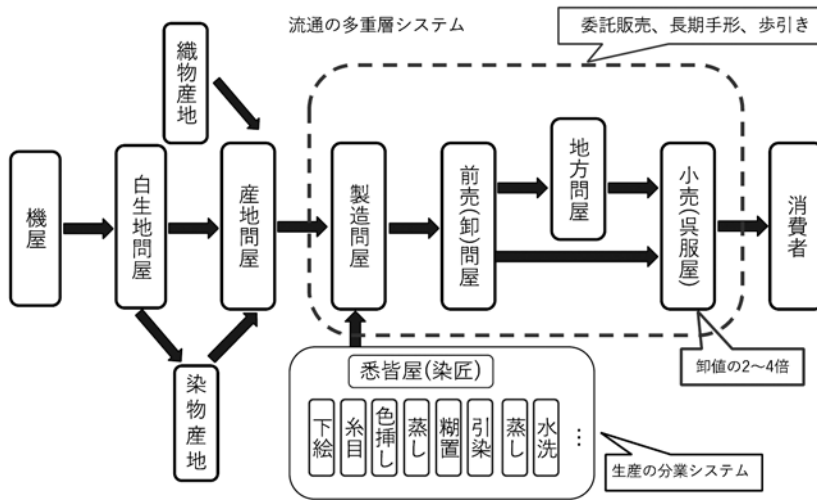 流通の多重層システム
委託販売、長期手形、歩引き
織物産地
機屋
白生地問屋
産地問屋
製造問屋
前売(卸)問屋
地方問屋
小売(呉服屋)
消費者
染物産地
卸値の2〜4倍
悉皆屋(染匠)
下絵
糸目
色挿し
蒸し
糊置
引染
蒸し
水洗
…
生産の分業システム